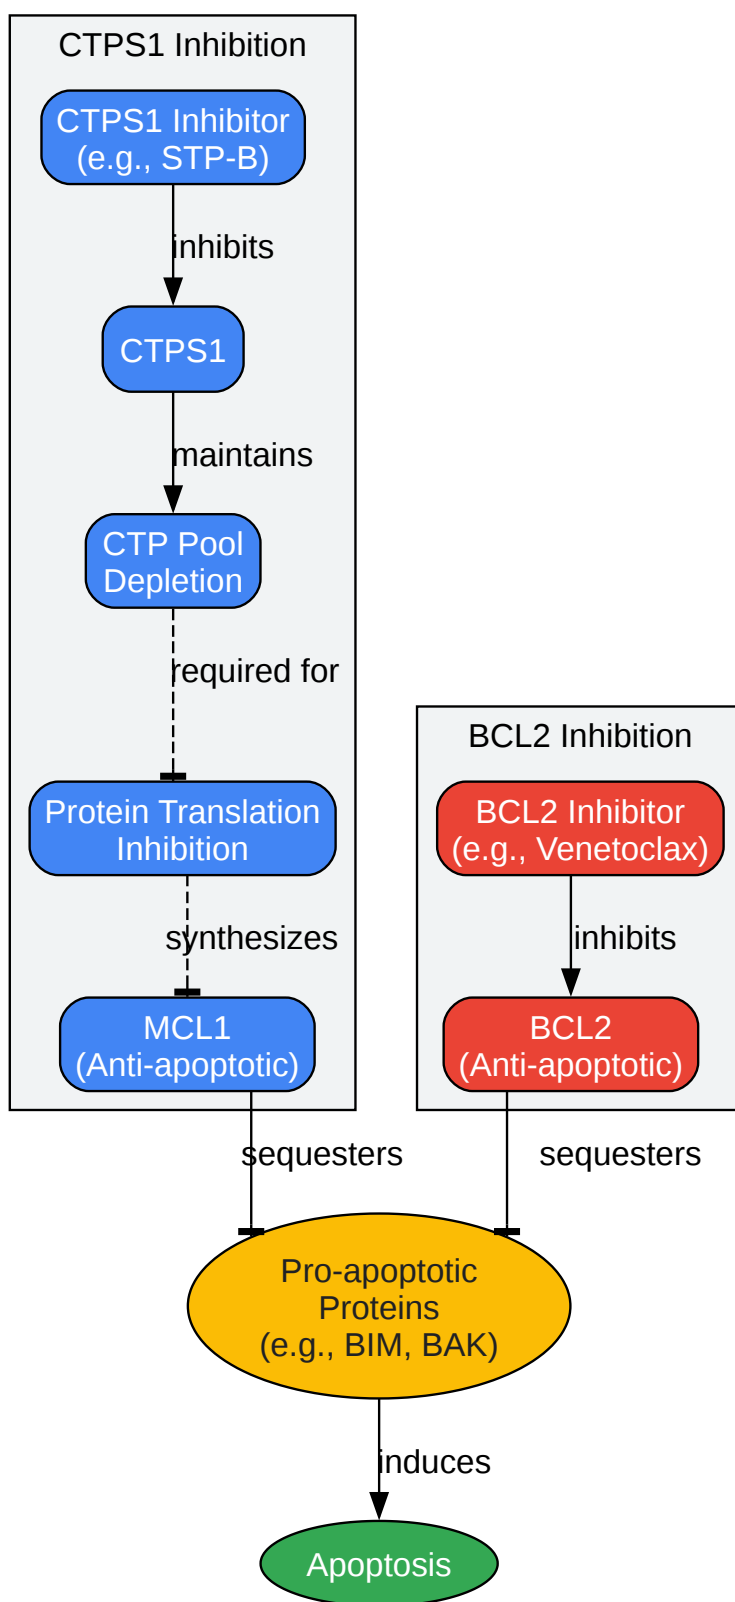 CTPS1 Inhibition
CTPS1 Inhibitor
(e.g., STP-B)
inhibits
CTPS1
maintains
CTP Pool
Depletion
required for
Protein Translation
Inhibition
synthesizes
MCL1
(Anti-apoptotic)
sequesters
BCL2 Inhibition
BCL2 Inhibitor
(e.g., Venetoclax)
inhibits
BCL2
(Anti-apoptotic)
sequesters
Pro-apoptotic
Proteins
(e.g., BIM, BAK)
induces
Apoptosis